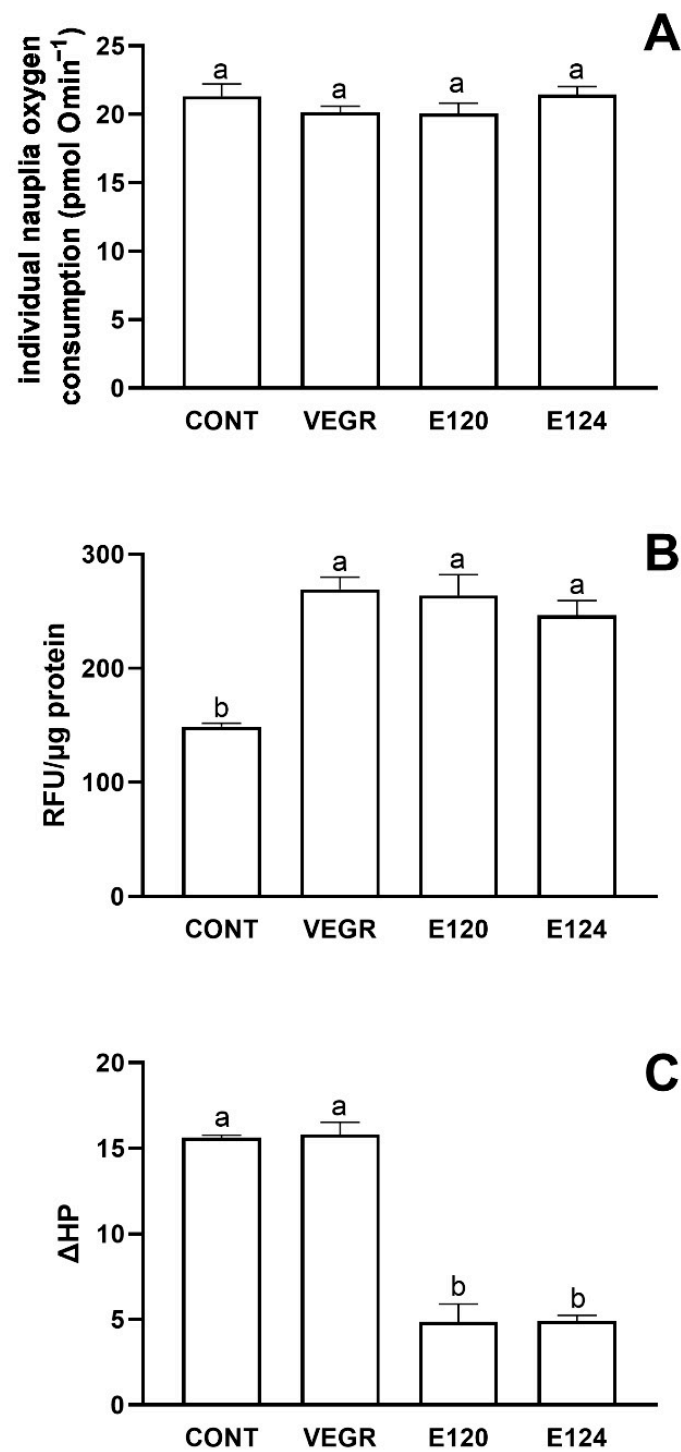 A
individual nauplia oxygen
consumption (pmol Omin⁻¹)
25
20
15
10
5
0
a
a
a
a
CONT VEGR E120 E124
B
RFU/µg protein
300
200
100
0
b
a
a
a
CONT VEGR E120 E124
C
ΔHP
20
15
10
5
0
a
a
b
b
CONT VEGR E120 E124